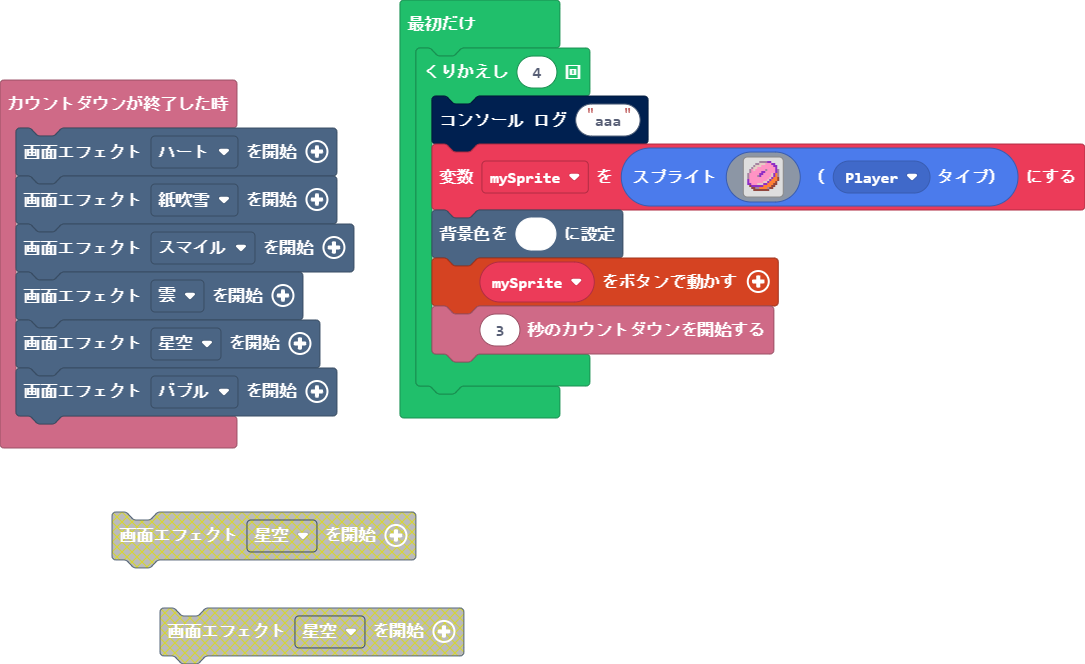 カウントダウンが終了した時
画面エフェクト ハート を開始
画面エフェクト 紙吹雪 を開始
画面エフェクト スマイル を開始
画面エフェクト 雲 を開始
画面エフェクト 星空 を開始
画面エフェクト バブル を開始
最初だけ
くりかえし 4 回
コンソール ログ "aaa"
変数 mySprite を スプライト ( Player タイプ) にする
背景色を に設定
mySprite をボタンで動かす
3 秒のカウントダウンを開始する
画面エフェクト 星空 を開始
画面エフェクト 星空 を開始